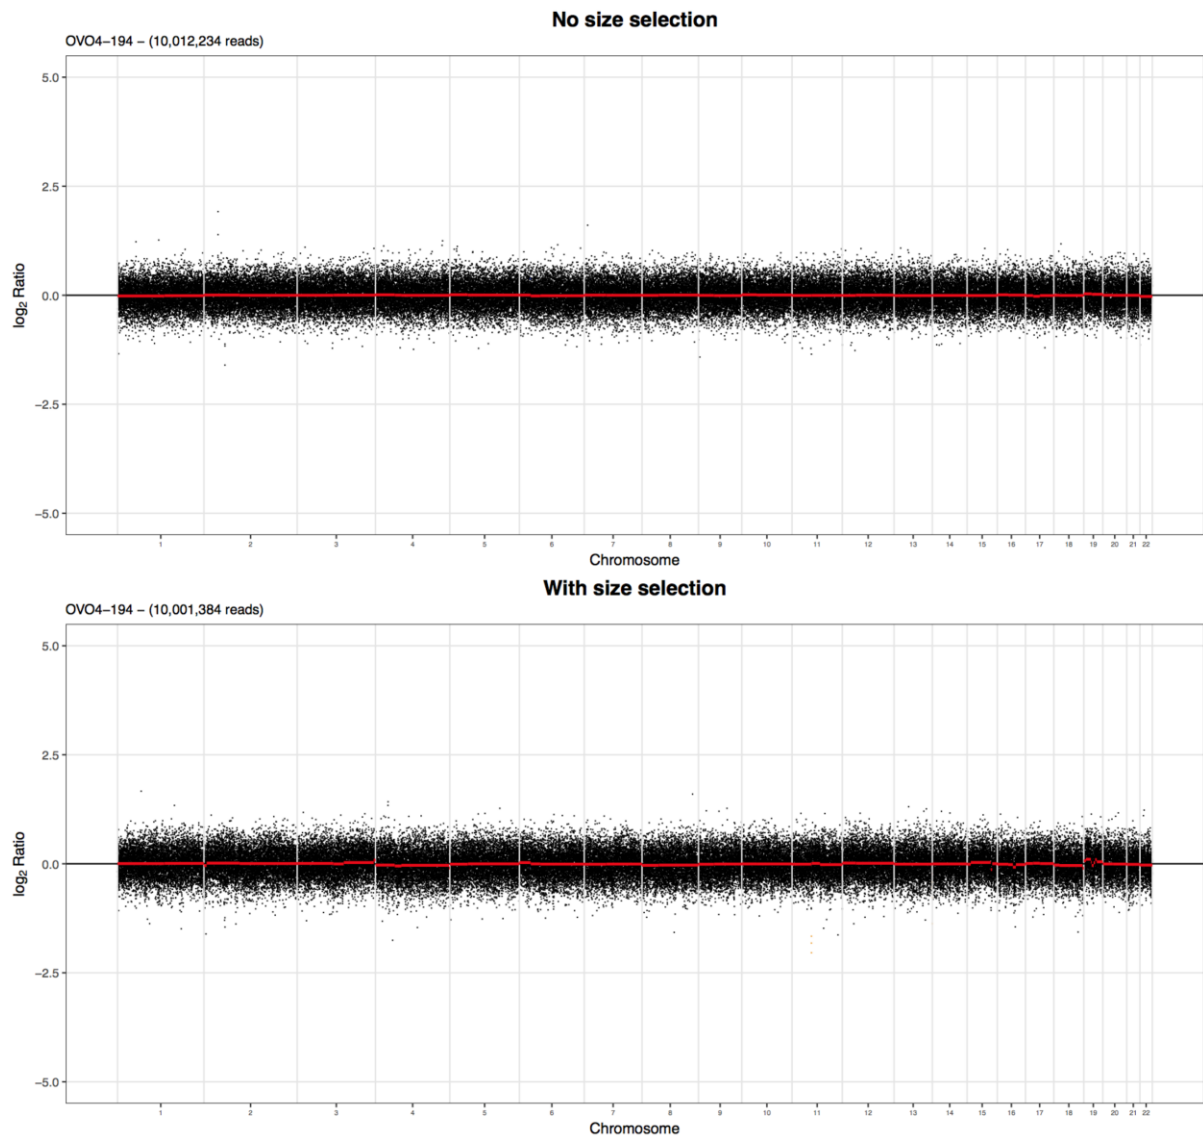 No size selection
OVO4–194 – (10,012,234 reads)
5.0
2.5
0.0
−2.5
−5.0
log2 Ratio
1 2 3 4 5 6 7 8 9 10 11 12 13 14 15 16 17 18 19 20 21 22
Chromosome
With size selection
OVO4–194 – (10,001,384 reads)
5.0
2.5
0.0
−2.5
−5.0
log2 Ratio
1 2 3 4 5 6 7 8 9 10 11 12 13 14 15 16 17 18 19 20 21 22
Chromosome